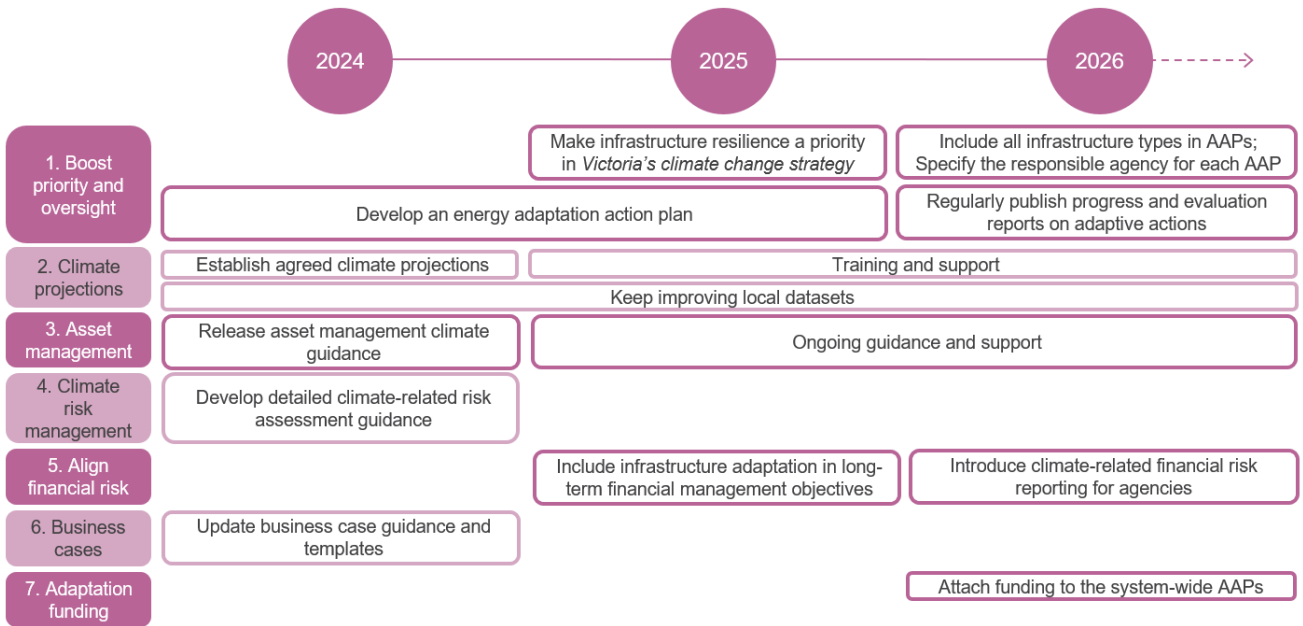 2024
2025
2026
1. Boost
priority and
oversight
Make infrastructure resilience a priority
in Victoria's climate change strategy
Include all infrastructure types in AAPs;
Specify the responsible agency for each AAP
Develop an energy adaptation action plan
Regularly publish progress and evaluation
reports on adaptive actions
2. Climate
projections
Establish agreed climate projections
Training and support
Keep improving local datasets
3. Asset
management
Release asset management climate
guidance
Ongoing guidance and support
4. Climate
risk
management
Develop detailed climate-related risk
assessment guidance
5. Align
financial risk
Include infrastructure adaptation in long-
term financial management objectives
Introduce climate-related financial risk
reporting for agencies
6. Business
cases
Update business case guidance and
templates
7. Adaptation
funding
Attach funding to the system-wide AAPs